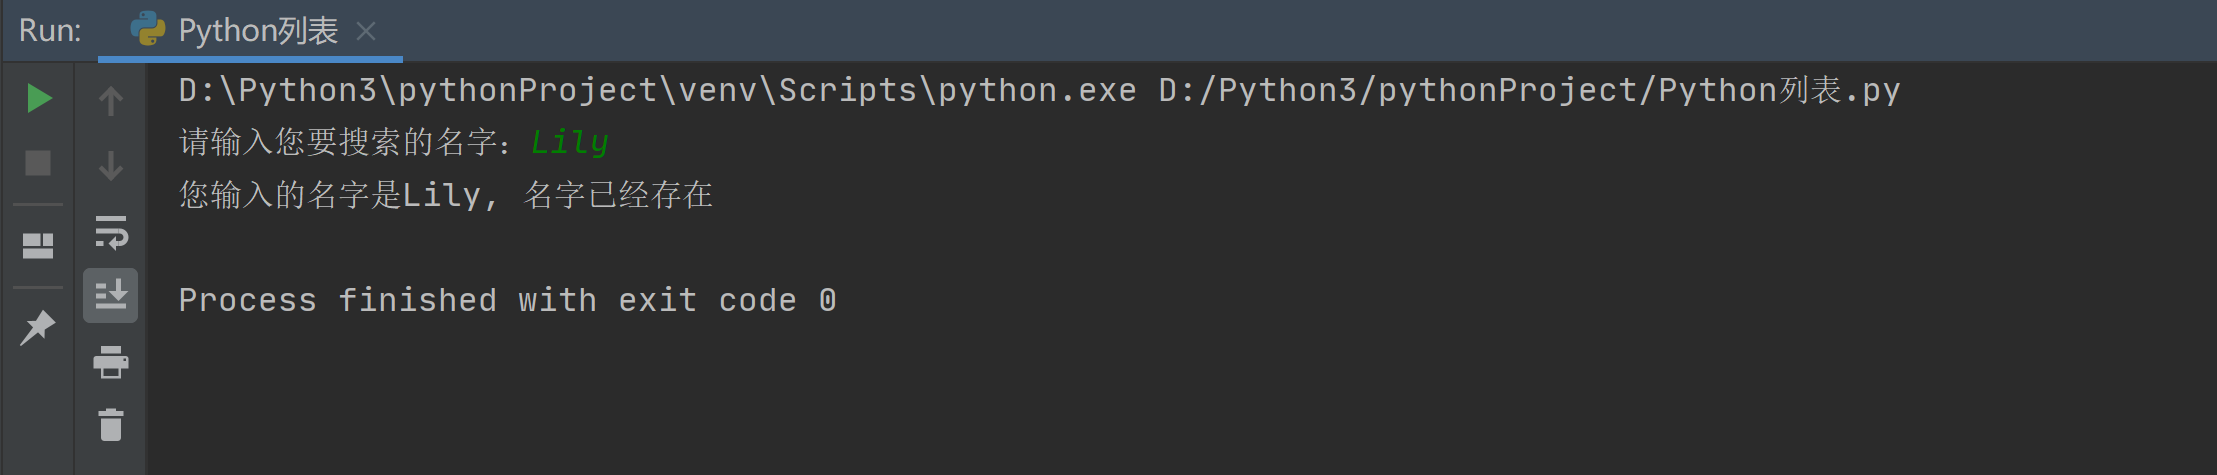 Run: Python列表
D:\Python3\pythonProject\venv\Scripts\python.exe D:/Python3/pythonProject/Python列表.py
请输入您要搜索的名字：Lily
您输入的名字是Lily, 名字已经存在
Process finished with exit code 0